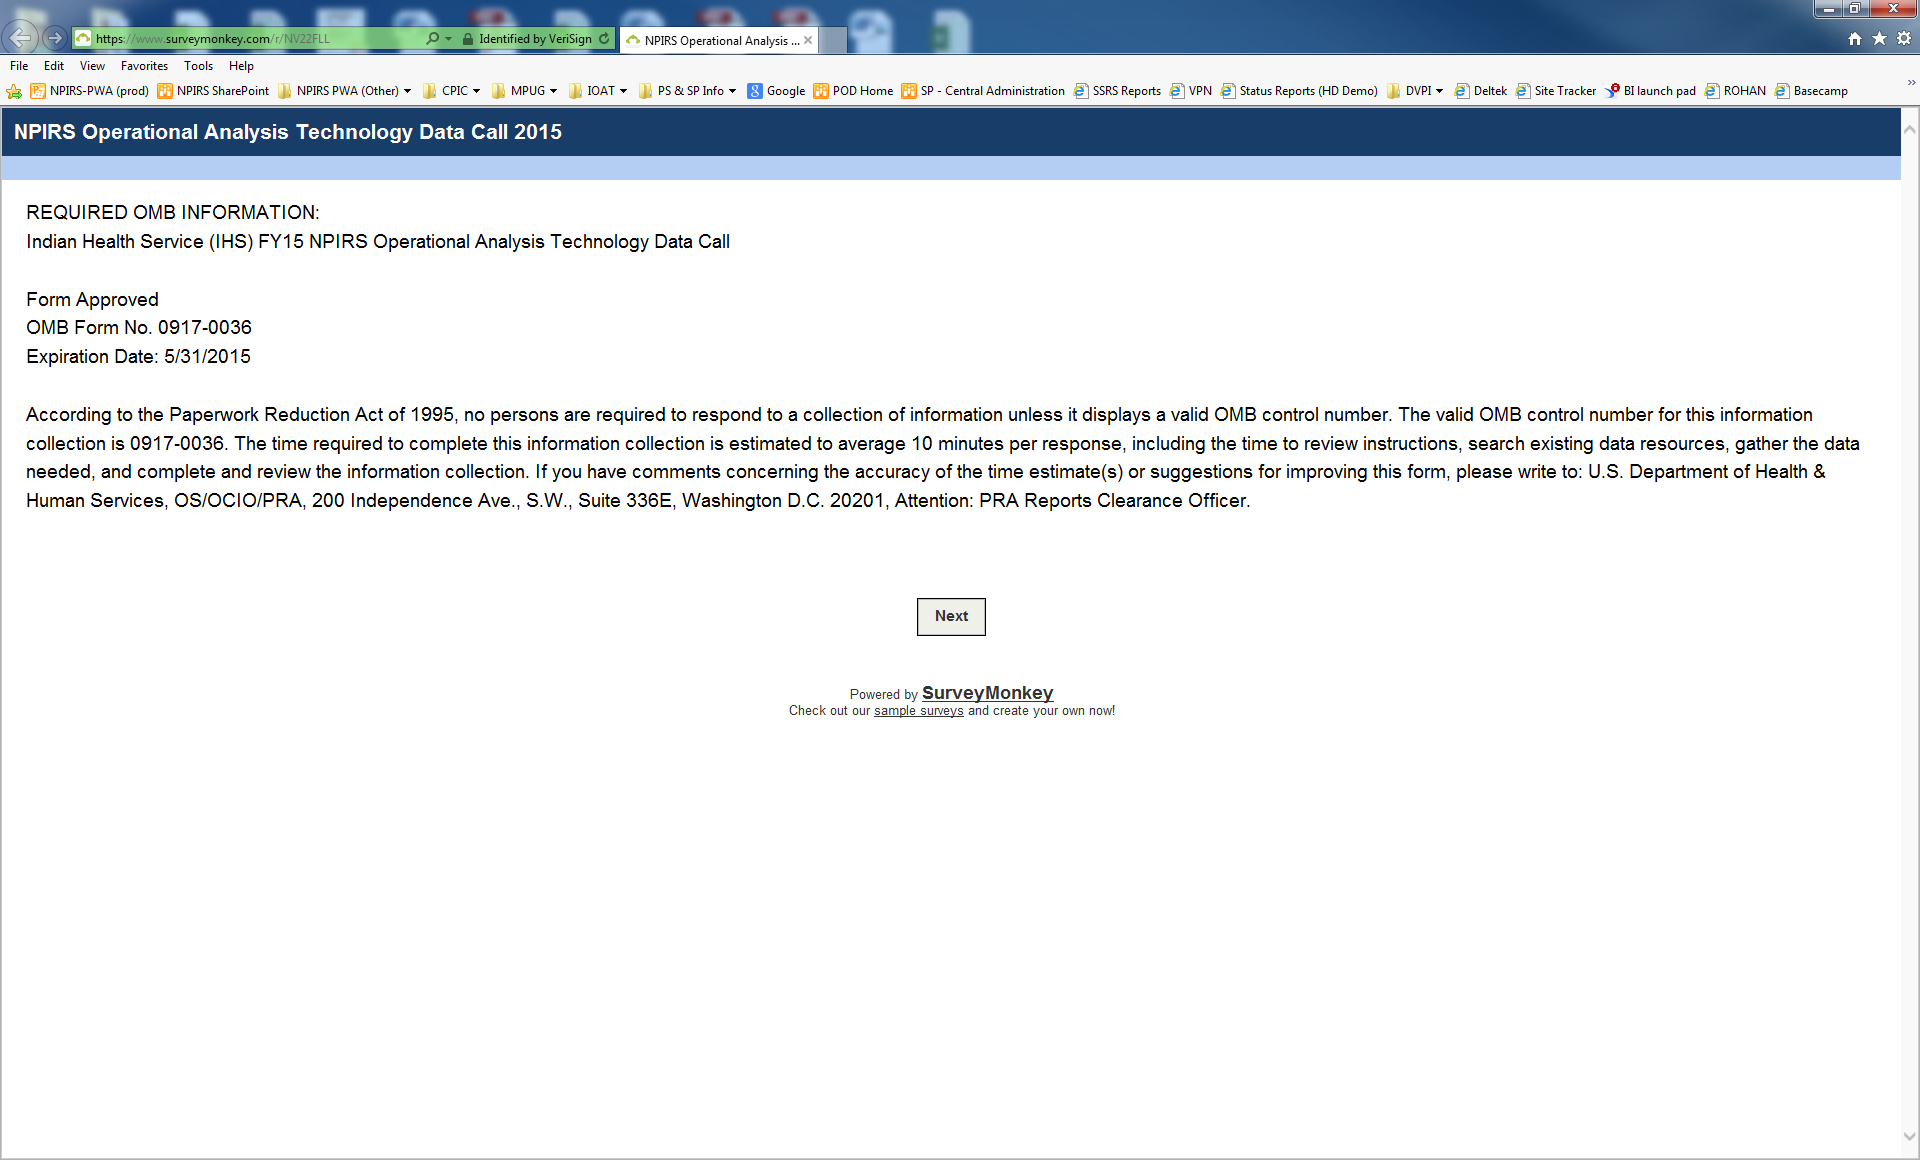 https://www.surveymonkey.com/r/NV22FLL
Identified by VeriSign
NPIRS Operational Analysis ...
File Edit View Favorites Tools Help
NPIRS-PWA (prod) NPIRS SharePoint NPIRS PWA (Other) CPIC MPUG IOAT PS & SP Info Google POD Home SP - Central Administration SSRS Reports VPN Status Reports (HD Demo) DVPI Deltek Site Tracker BI launch pad ROHAN Basecamp
NPIRS Operational Analysis Technology Data Call 2015
REQUIRED OMB INFORMATION:
Indian Health Service (IHS) FY15 NPIRS Operational Analysis Technology Data Call
Form Approved
OMB Form No. 0917-0036
Expiration Date: 5/31/2015
According to the Paperwork Reduction Act of 1995, no persons are required to respond to a collection of information unless it displays a valid OMB control number. The valid OMB control number for this information
collection is 0917-0036. The time required to complete this information collection is estimated to average 10 minutes per response, including the time to review instructions, search existing data resources, gather the data
needed, and complete and review the information collection. If you have comments concerning the accuracy of the time estimate(s) or suggestions for improving this form, please write to: U.S. Department of Health &
Human Services, OS/OCIO/PRA, 200 Independence Ave., S.W., Suite 336E, Washington D.C. 20201, Attention: PRA Reports Clearance Officer.
Next
Powered by SurveyMonkey
Check out our sample surveys and create your own now!